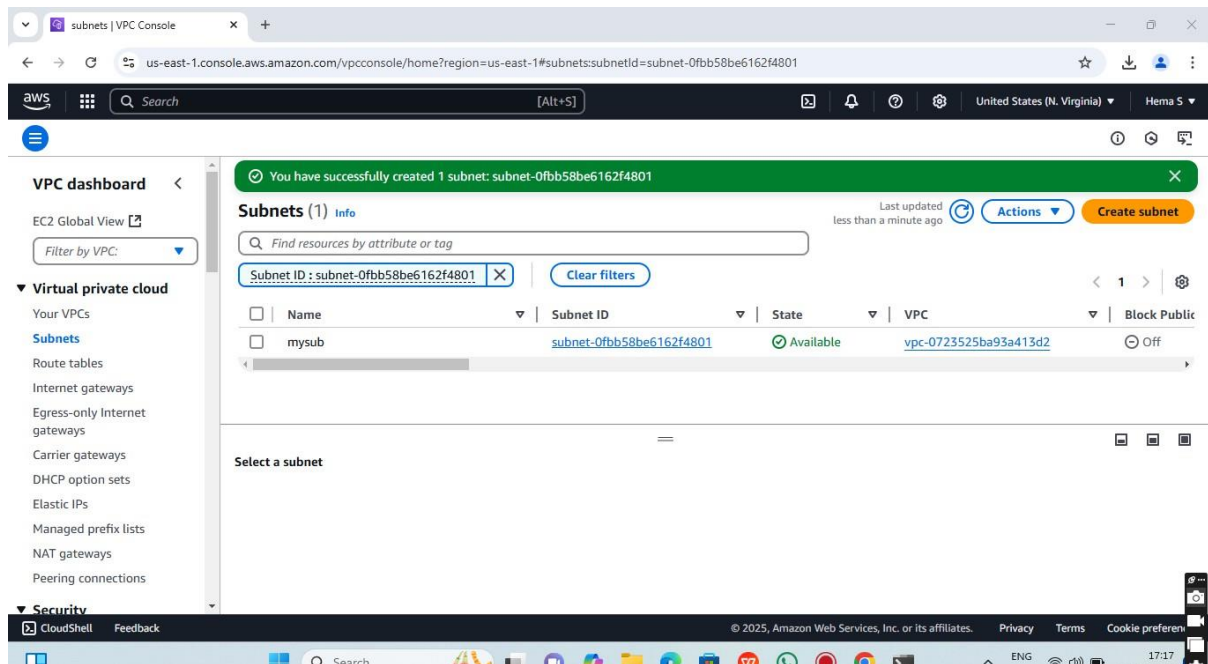 subnets | VPC Console
us-east-1.console.aws.amazon.com/vpcconsole/home?region=us-east-1#subnets:subnetId=subnet-0fbb58be6162f4801
aws Search [Alt+S] United States (N. Virginia) Hema S
VPC dashboard
EC2 Global View
Filter by VPC:
Virtual private cloud
Your VPCs
Subnets
Route tables
Internet gateways
Egress-only Internet
gateways
Carrier gateways
DHCP option sets
Elastic IPs
Managed prefix lists
NAT gateways
Peering connections
Security
You have successfully created 1 subnet: subnet-0fbb58be6162f4801
Subnets (1) Info
Last updated
less than a minute ago
Actions
Create subnet
Find resources by attribute or tag
Subnet ID : subnet-0fbb58be6162f4801
Clear filters
1
Name Subnet ID State VPC Block Public
mysub subnet-0fbb58be6162f4801 Available vpc-0723525ba93a413d2 Off
Select a subnet
CloudShell Feedback © 2025, Amazon Web Services, Inc. or its affiliates. Privacy Terms Cookie preferen
Search ENG 17:17